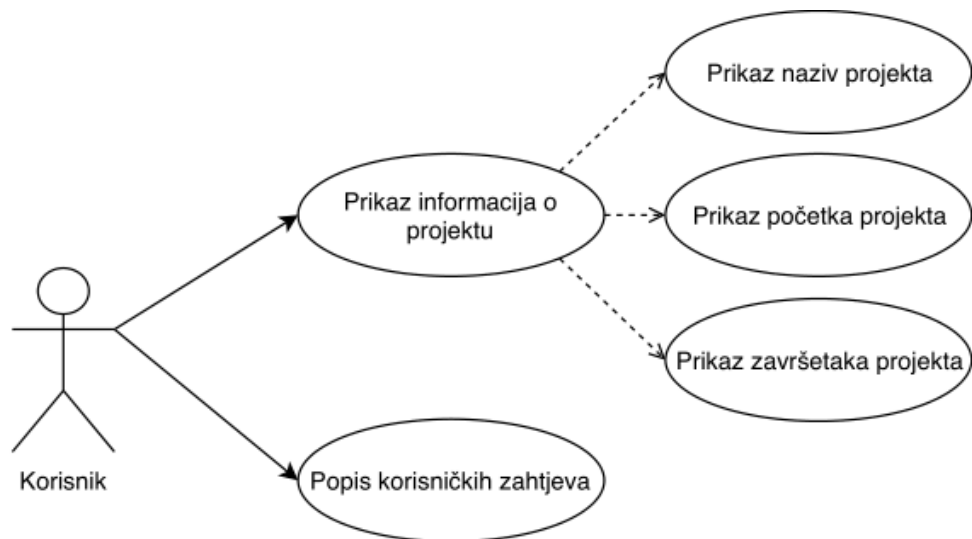 Prikaz naziv projekta
Prikaz informacija o
projektu
Prikaz početka projekta
Prikaz završetaka projekta
Korisnik
Popis korisničkih zahtjeva